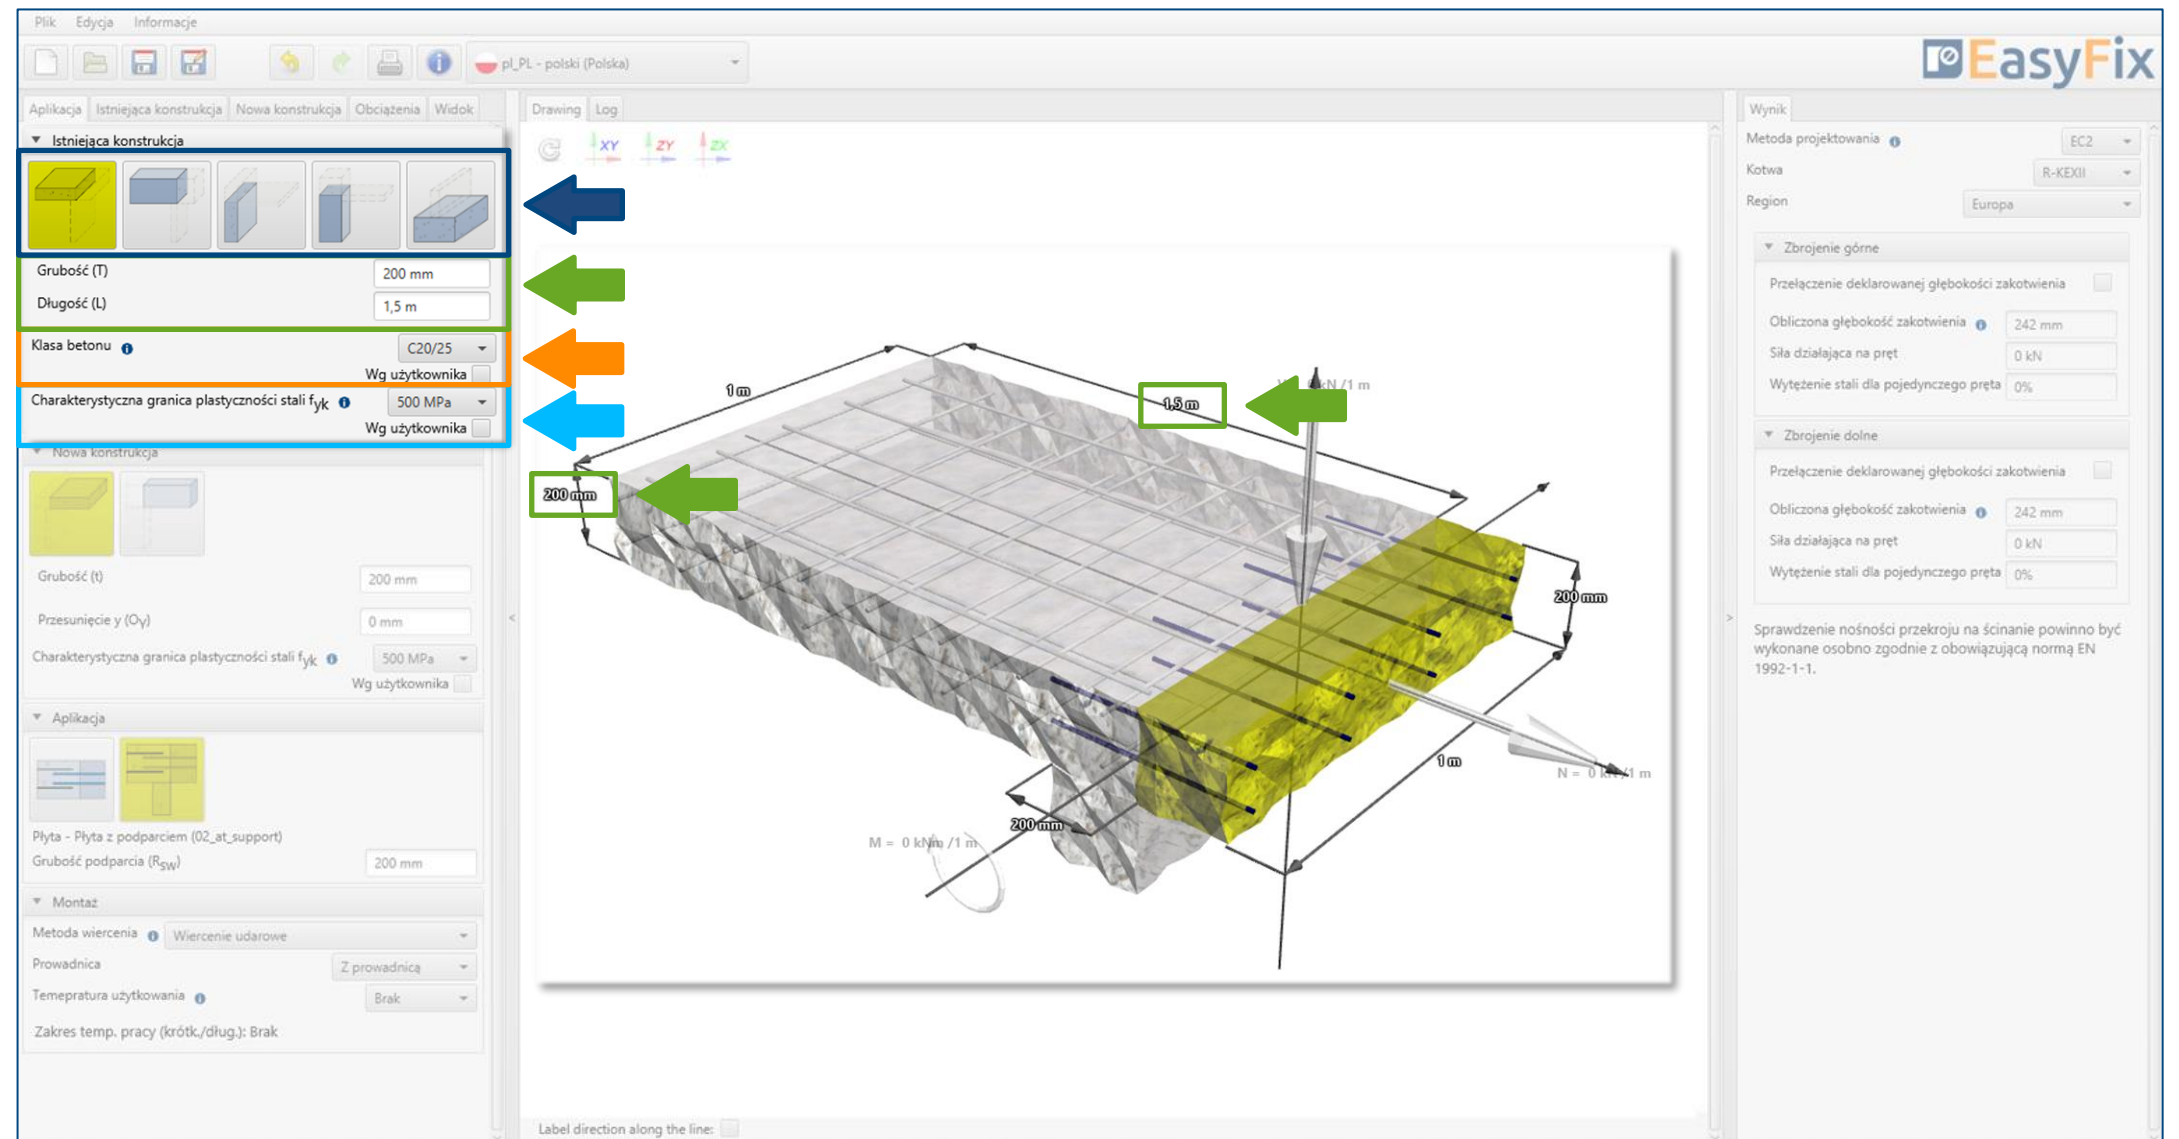 Plik Edycja Informacje
pl_PL - polski (Polska)
EasyFix
Aplikacja Istniejąca konstrukcja Nowa konstrukcja Obciążenia Widok
Istniejąca konstrukcja
Grubość (T) 200 mm
Długość (L) 1,5 m
Klasa betonu C20/25
Wg użytkownika
Charakterystyczna granica plastyczności stali fyk 500 MPa
Wg użytkownika
Nowa konstrukcja
Grubość (t) 200 mm
Przesunięcie y (Oy) 0 mm
Charakterystyczna granica plastyczności stali fyk 500 MPa
Wg użytkownika
Aplikacja
Płyta - Płyta z podparciem (02_at_support)
Grubość podparcia (RSW) 200 mm
Montaż
Metoda wiercenia Wiercenie udarowe
Prowadnica Z prowadnicą
Temepratura użytkowania Brak
Zakres temp. pracy (krótk./dług.): Brak
Drawing Log
XY ZY ZX
1 m
kN /1 m
1,5 m
200 mm
200 mm
1 m
N = 0 kN /1 m
200 mm
M = 0 kNm /1 m
Label direction along the line:
Wynik
Metoda projektowania EC2
Kotwa R-KEXII
Region Europa
Zbrojenie górne
Przełączenie deklarowanej głębokości zakotwienia
Obliczona głębokość zakotwienia 242 mm
Siła działająca na pręt 0 kN
Wytężenie stali dla pojedynczego pręta 0%
Zbrojenie dolne
Przełączenie deklarowanej głębokości zakotwienia
Obliczona głębokość zakotwienia 242 mm
Siła działająca na pręt 0 kN
Wytężenie stali dla pojedynczego pręta 0%
Sprawdzenie nośności przekroju na ścinanie powinno być
wykonane osobno zgodnie z obowiązującą normą EN
1992-1-1.